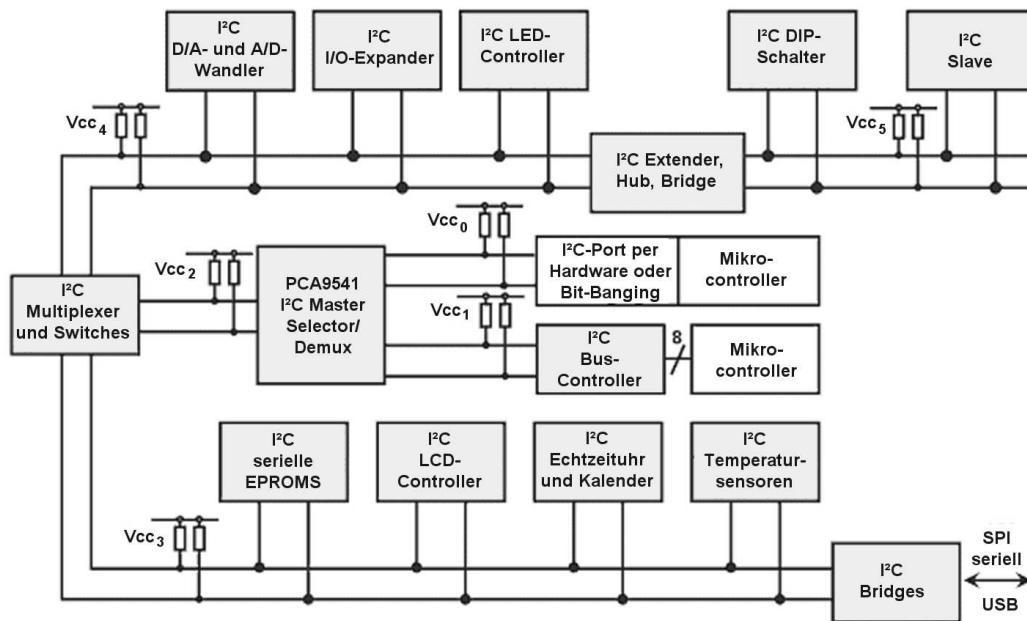 I²C
D/A- und A/D-
Wandler
I²C
I/O-Expander
I²C LED-
Controller
I²C DIP-
Schalter
I²C
Slave
Vcc4
Vcc5
I²C Extender,
Hub, Bridge
Vcc0
Vcc2
PCA9541
I²C Master
Selector/
Demux
I²C-Port per
Hardware oder
Bit-Banging
Mikro-
controller
I²C
Multiplexer
und Switches
Vcc1
I²C
Bus-
Controller
8
Mikro-
controller
I²C
serielle
EPROMS
I²C
LCD-
Controller
I²C
Echtzeituhr
und Kalender
I²C
Temperatur-
sensoren
Vcc3
I²C
Bridges
SPI
seriell
USB